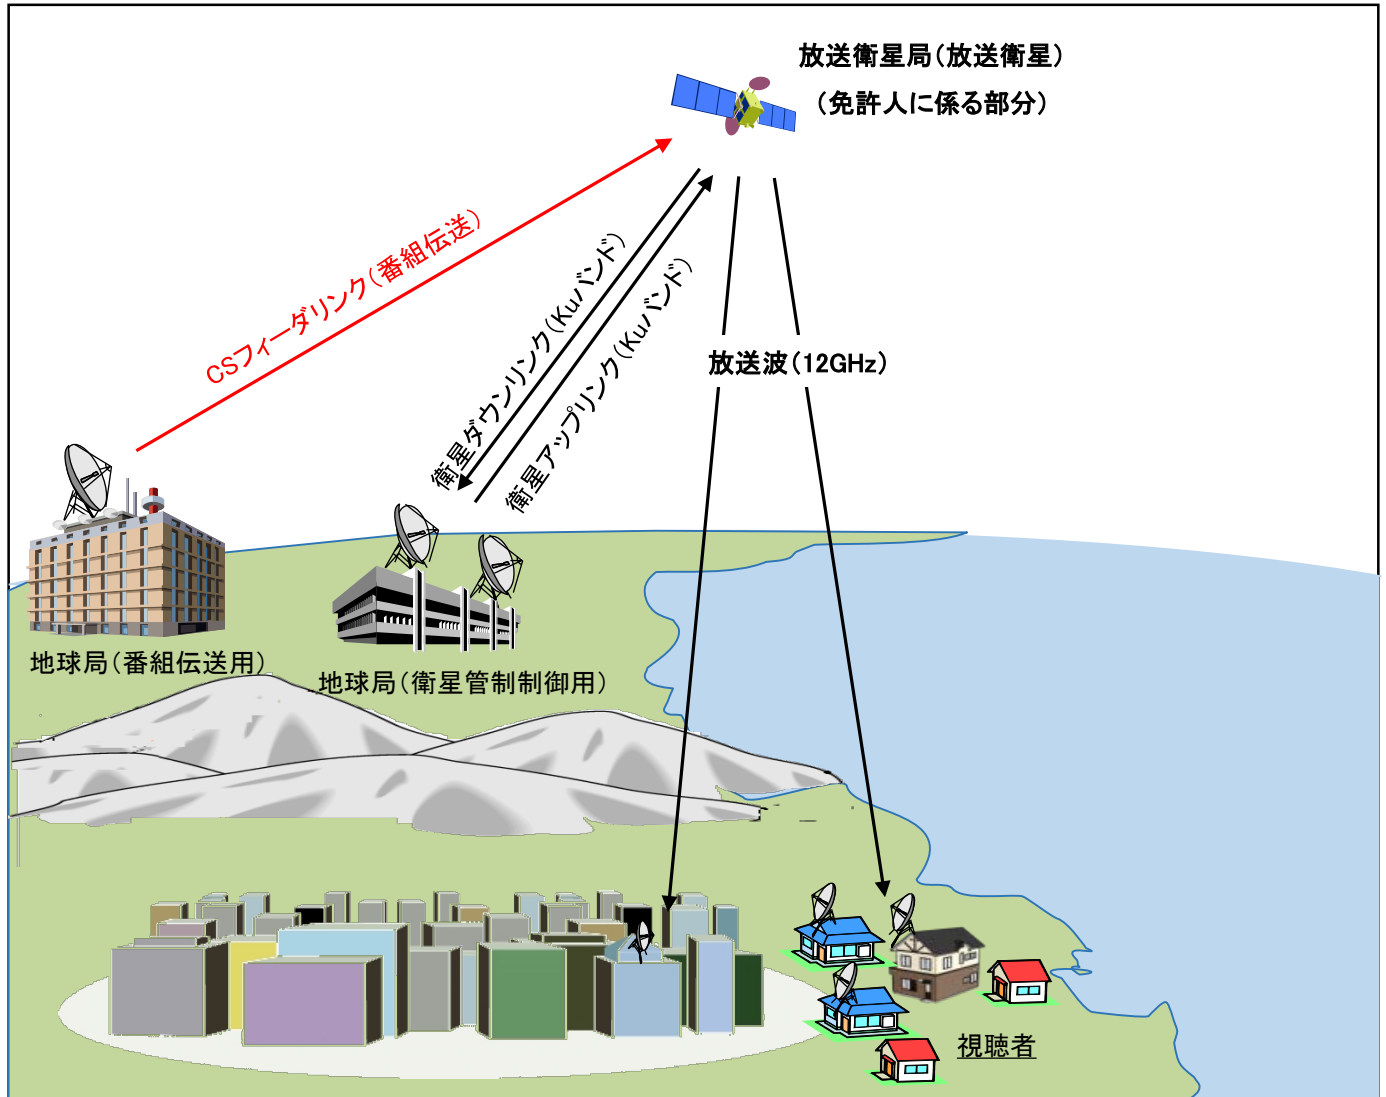 放送衛星局（放送衛星）
（免許人に係る部分）
CSフィーダリンク（番組伝送）
衛星ダウンリンク（Kuバンド）
衛星アップリンク（Kuバンド）
放送波（12GHz）
地球局（番組伝送用）
地球局（衛星管制制御用）
視聴者